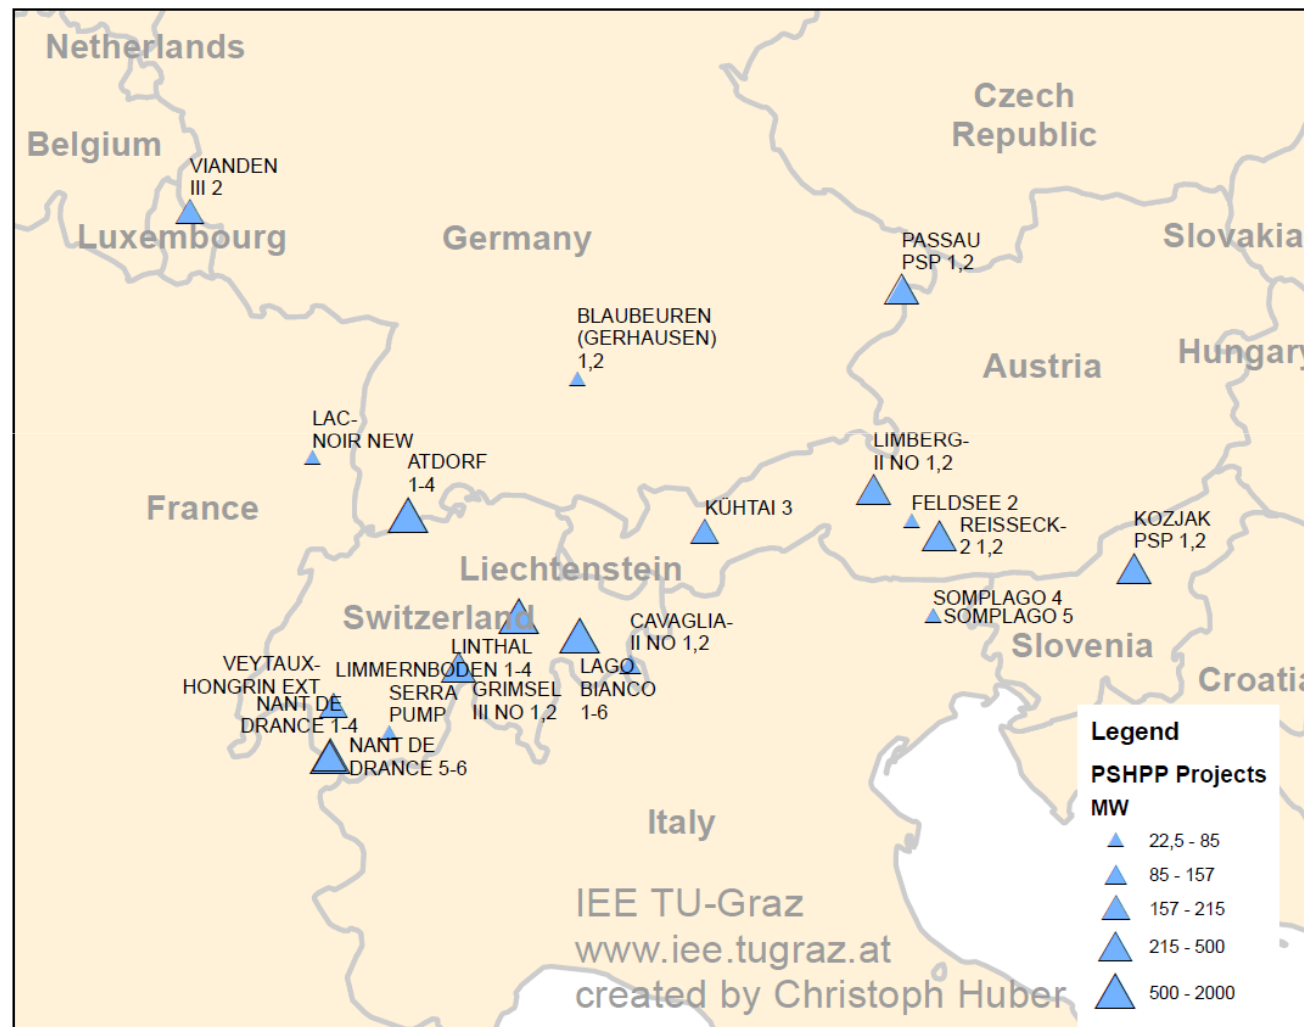 Netherlands
Czech
Republic
Belgium
VIANDEN
III 2
Luxembourg
Germany
PASSAU
PSP 1,2
Slovakia
BLAUBEUREN
(GERHAUSEN)
1,2
Hungary
Austria
LAC-
NOIR NEW
ATDORF
1-4
LIMBERG-
II NO 1,2
France
KÜHTAI 3
FELDSEE 2
REISSECK-
2 1,2
KOZJAK
PSP 1,2
Liechtenstein
Switzerland
SOMPLAGO 4
SOMPLAGO 5
Slovenia
CAVAGLIA-
II NO 1,2
LINTHAL
LIMMERNBODEN 1-4
VEYTAUX-
HONGRIN EXT
LAGO
BIANCO
1-6
GRIMSEL
III NO 1,2
SERRA
PUMP
NANT DE
DRANCE 1-4
NANT DE
DRANCE 5-6
Croatia
Italy
Legend
PSHPP Projects
MW
22,5 - 85
85 - 157
157 - 215
215 - 500
500 - 2000
IEE TU-Graz
www.iee.tugraz.at
created by Christoph Huber